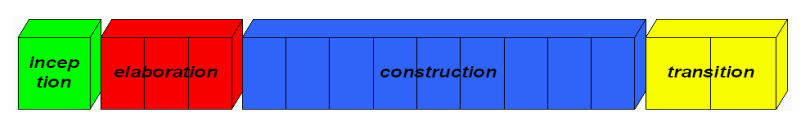 incep
tion
elaboration
construction
transition